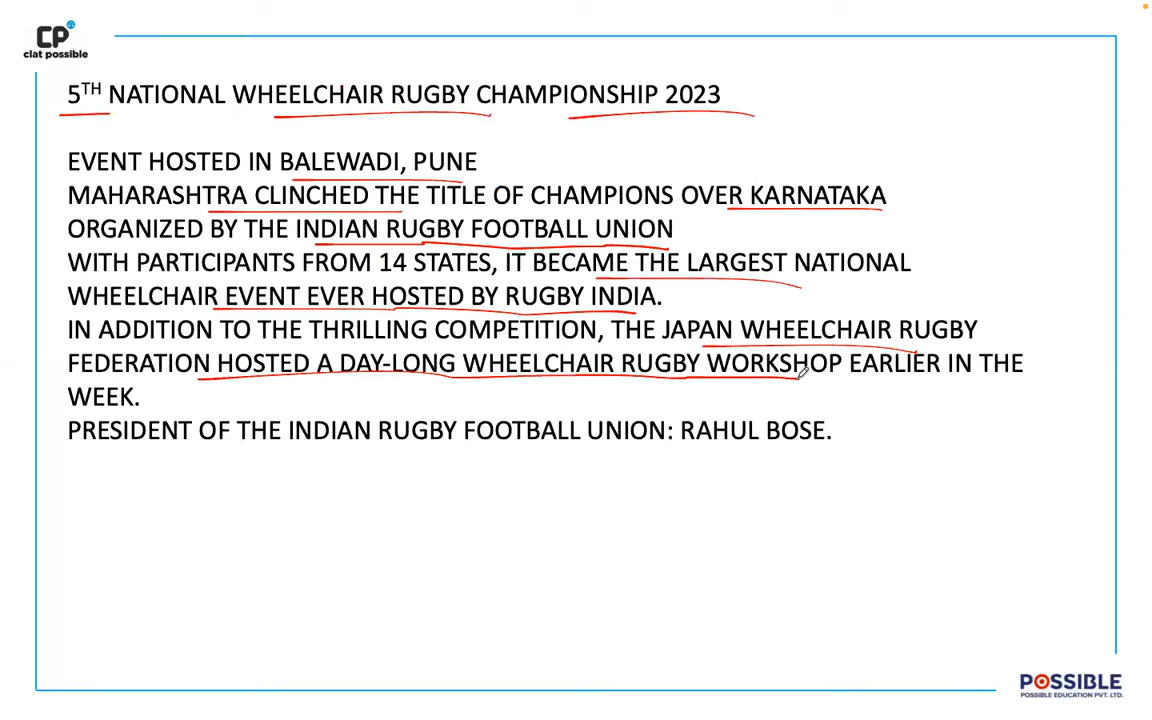 CP
clat possible
5TH NATIONAL WHEELCHAIR RUGBY CHAMPIONSHIP 2023
EVENT HOSTED IN BALEWADI, PUNE
MAHARASHTRA CLINCHED THE TITLE OF CHAMPIONS OVER KARNATAKA
ORGANIZED BY THE INDIAN RUGBY FOOTBALL UNION
WITH PARTICIPANTS FROM 14 STATES, IT BECAME THE LARGEST NATIONAL
WHEELCHAIR EVENT EVER HOSTED BY RUGBY INDIA.
IN ADDITION TO THE THRILLING COMPETITION, THE JAPAN WHEELCHAIR RUGBY
FEDERATION HOSTED A DAY-LONG WHEELCHAIR RUGBY WORKSHOP EARLIER IN THE
WEEK.
PRESIDENT OF THE INDIAN RUGBY FOOTBALL UNION: RAHUL BOSE.
POSSIBLE
POSSIBLE EDUCATION PVT. LTD.